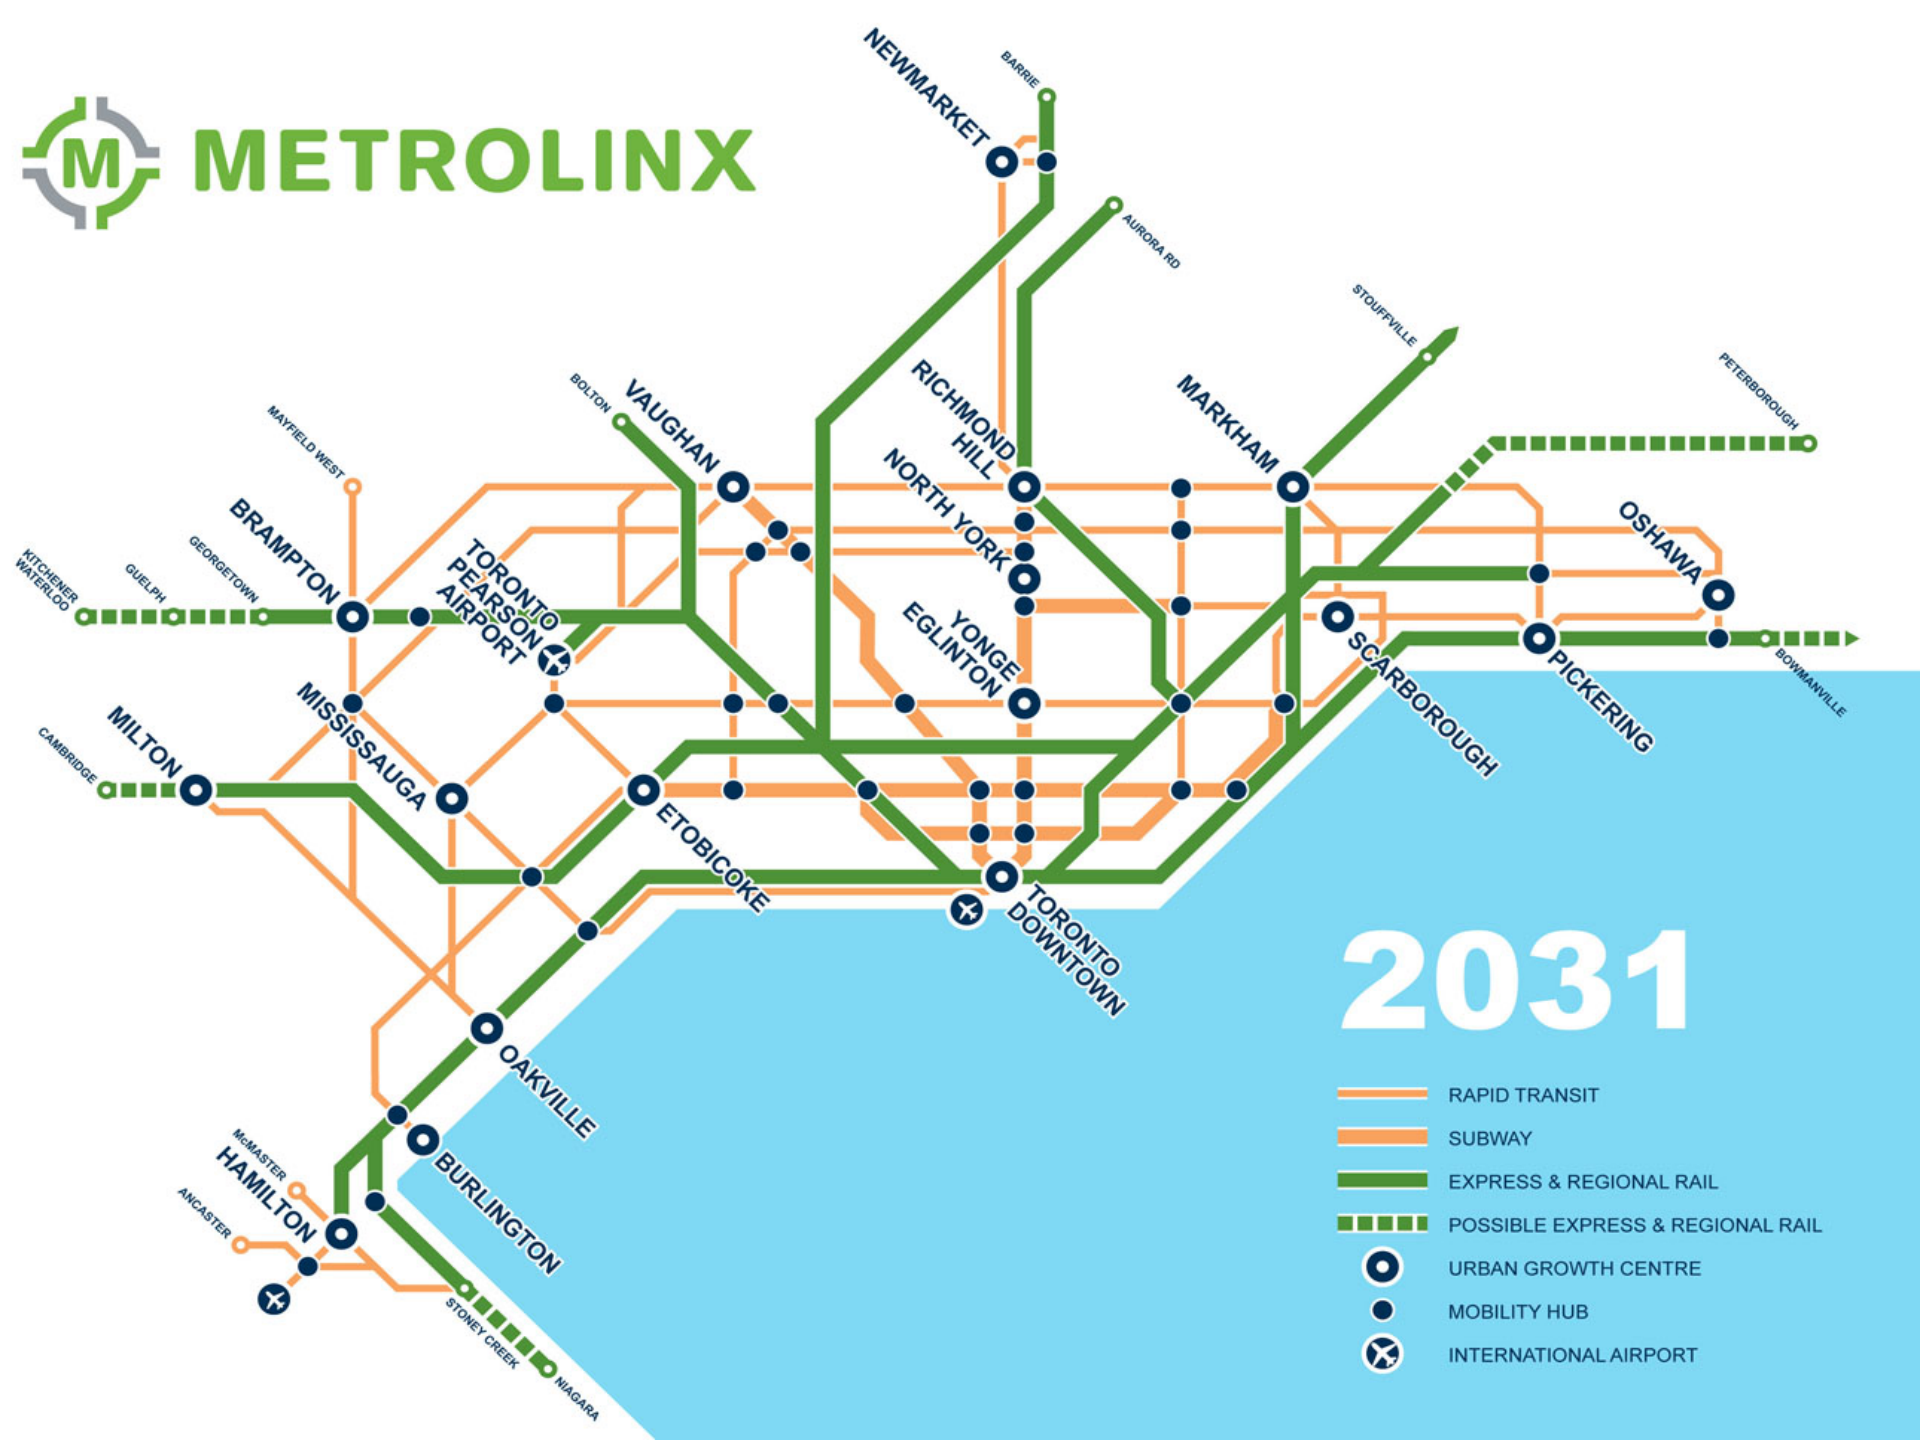 M METROLINX
NEWMARKET
BARRIE
AURORA RD
STOUFFVILLE
PETERBOROUGH
RICHMOND
HILL
MARKHAM
BOLTON
VAUGHAN
MAYFIELD WEST
NORTH YORK
OSHAWA
BRAMPTON
KITCHENER
WATERLOO
GUELPH
GEORGETOWN
TORONTO
PEARSON
AIRPORT
YONGE
EGLINTON
SCARBOROUGH
PICKERING
BOWMANVILLE
MISSISSAUGA
MILTON
CAMBRIDGE
ETOBICOKE
TORONTO
DOWNTOWN
OAKVILLE
BURLINGTON
McMASTER
HAMILTON
ANCASTER
STONEY CREEK
NIAGARA
2031
RAPID TRANSIT
SUBWAY
EXPRESS & REGIONAL RAIL
POSSIBLE EXPRESS & REGIONAL RAIL
URBAN GROWTH CENTRE
MOBILITY HUB
INTERNATIONAL AIRPORT